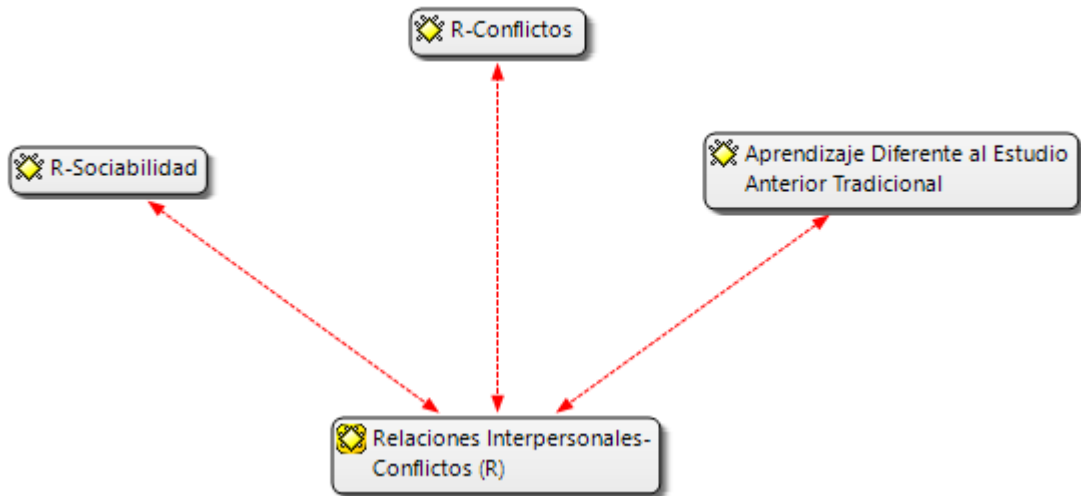 R-Conflictos
R-Sociabilidad
Aprendizaje Diferente al Estudio
Anterior Tradicional
Relaciones Interpersonales-
Conflictos (R)